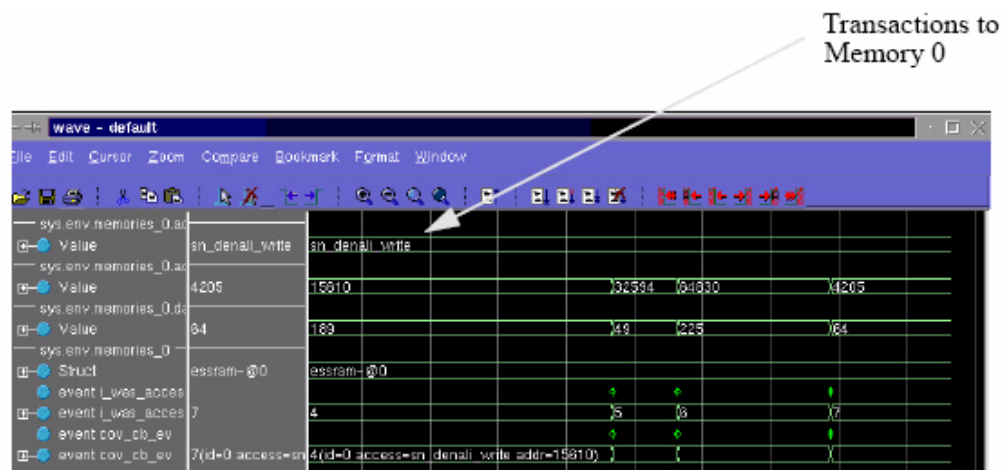 Transactions to
Memory 0
wave - default
File Edit Cursor Zoom Compare Bookmark Format Window
sys.env.memories_0.ac
Value sn_denali_write sn_denali_write
sys.env.memories_0.ac
Value 4205 15610 32594 64830 4205
sys.env.memories_0.da
Value 64 189 49 225 64
sys.env.memories_0
Struct essram-@0 essram-@0
event i_was_acces
event i_was_acces 7 4 5 6 7
event cov_cb_ev
event cov_cb_ev 7(id=0 access=sn 4(id=0 access=sn_denali_write addr=15610)